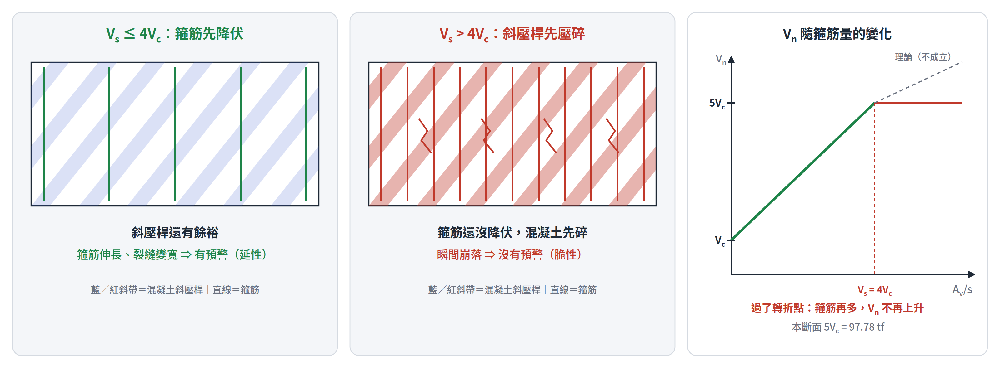 Vs ≤ 4Vc：箍筋先降伏
斜壓桿還有餘裕
箍筋伸長、裂縫變寬 ⇒ 有預警（延性）
藍／紅斜帶＝混凝土斜壓桿｜直線＝箍筋
Vs > 4Vc：斜壓桿先壓碎
箍筋還沒降伏，混凝土先碎
瞬間崩落 ⇒ 沒有預警（脆性）
藍／紅斜帶＝混凝土斜壓桿｜直線＝箍筋
Vn 隨箍筋量的變化
理論（不成立）
Vn
5Vc
Vc
Vs = 4Vc
Av/s
過了轉折點：箍筋再多，Vn 不再上升
本斷面 5Vc = 97.78 tf